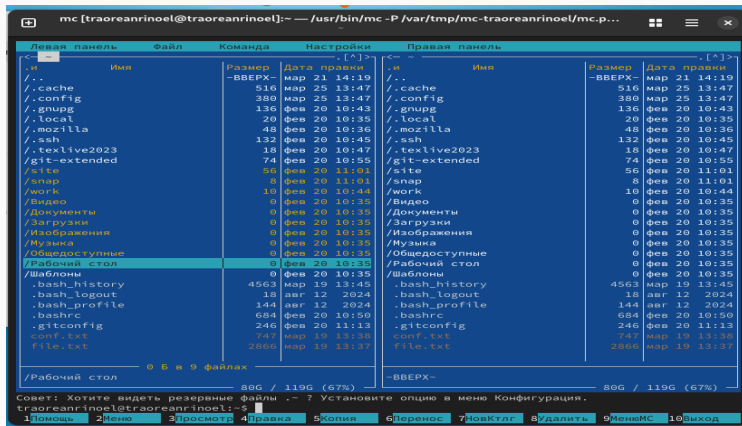 mc [traoreanrinoel@traoreanrinoel]:~ — /usr/bin/mc -P /var/tmp/mc-traoreanrinoel/mc.p...
Левая панель Файл Команда Настройки Правая панель
<- ~ .[^]> <- ~ .[^]>
.и Имя Размер Дата правки .и Имя Размер Дата правки
/.. -ВВЕРХ- мар 21 14:19 /.. -ВВЕРХ- мар 21 14:19
/.cache 516 мар 25 13:47 /.cache 516 мар 25 13:47
/.config 380 мар 25 13:47 /.config 380 мар 25 13:47
/.gnupg 136 фев 20 10:43 /.gnupg 136 фев 20 10:43
/.local 20 фев 20 10:35 /.local 20 фев 20 10:35
/.mozilla 48 фев 20 10:36 /.mozilla 48 фев 20 10:36
/.ssh 132 фев 20 10:45 /.ssh 132 фев 20 10:45
/.texlive2023 18 фев 20 10:47 /.texlive2023 18 фев 20 10:47
/git-extended 74 фев 20 10:55 /git-extended 74 фев 20 10:55
/site 56 фев 20 11:01 /site 56 фев 20 11:01
/snap 8 фев 20 11:01 /snap 8 фев 20 11:01
/work 10 фев 20 10:44 /work 10 фев 20 10:44
/Видео 0 фев 20 10:35 /Видео 0 фев 20 10:35
/Документы 0 фев 20 10:35 /Документы 0 фев 20 10:35
/Загрузки 0 фев 20 10:35 /Загрузки 0 фев 20 10:35
/Изображения 0 фев 20 10:35 /Изображения 0 фев 20 10:35
/Музыка 0 фев 20 10:35 /Музыка 0 фев 20 10:35
/Общедоступные 0 фев 20 10:35 /Общедоступные 0 фев 20 10:35
/Рабочий стол 0 фев 20 10:35 /Рабочий стол 0 фев 20 10:35
/Шаблоны 0 фев 20 10:35 /Шаблоны 0 фев 20 10:35
.bash_history 4563 мар 19 13:45 .bash_history 4563 мар 19 13:45
.bash_logout 18 авг 12 2024 .bash_logout 18 авг 12 2024
.bash_profile 144 авг 12 2024 .bash_profile 144 авг 12 2024
.bashrc 684 фев 20 10:50 .bashrc 684 фев 20 10:50
.gitconfig 246 фев 20 11:13 .gitconfig 246 фев 20 11:13
conf.txt 747 мар 19 13:38 conf.txt 747 мар 19 13:38
file.txt 2866 мар 19 13:37 file.txt 2866 мар 19 13:37
0 Б в 9 файлах
/Рабочий стол -ВВЕРХ-
80G / 119G (67%) 80G / 119G (67%)
Совет: Хотите видеть резервные файлы .~ ? Установите опцию в меню Конфигурация.
traoreanrinoel@traoreanrinoel:~$
1Помощь 2Меню 3Просмотр 4Правка 5Копия 6Перенос 7НовКтлг 8Удалить 9МенюMC 10Выход